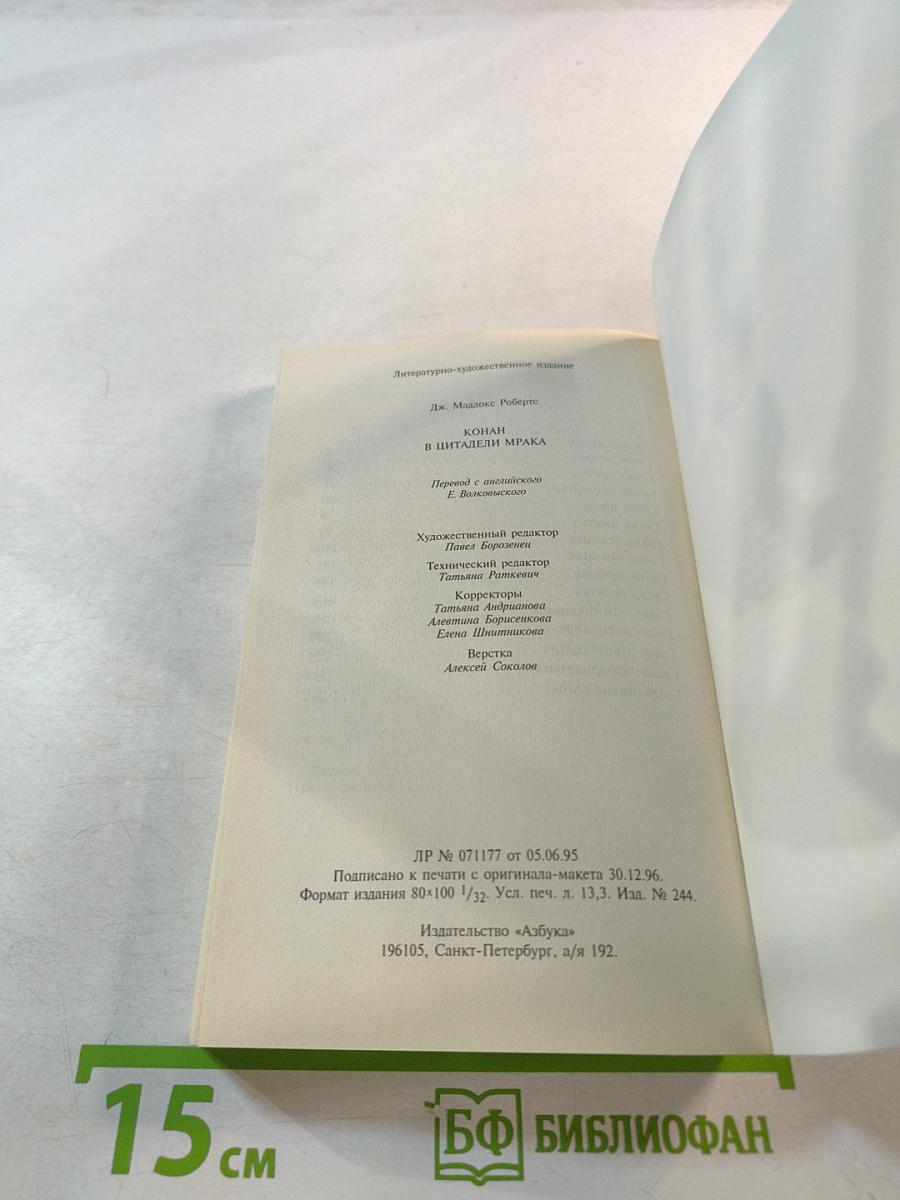 Литературно-художественное издание
Дж. Мэддокс Робертс
КОНАН
В ЦИТАДЕЛИ МРАКА
Перевод с английского
Е. Волковыского
Художественный редактор
Павел Борозенец
Технический редактор
Татьяна Раткевич
Корректоры
Татьяна Андрианова
Алевтина Борисенкова
Елена Шнитникова
Верстка
Алексей Соколов
ЛР № 071177 от 05.06.95
Подписано к печати с оригинала-макета 30.12.96.
Формат издания 80×100 1/32. Усл. печ. л. 13,3. Изд. № 244.
Издательство «Азбука»
196105, Санкт-Петербург, а/я 192.
15 см
БФ БИБЛИОФАН